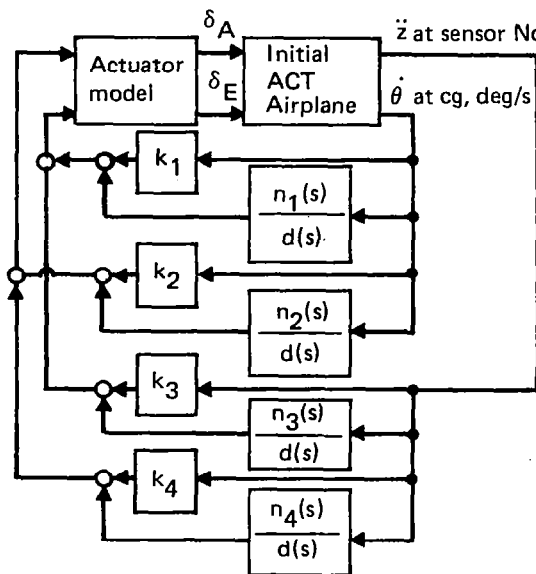 δA
Initial
ACT
Airplane
z̈ at sensor No
Actuator
model
δE
θ̇ at cg, deg/s
k1
n1(s)
d(s)
k2
n2(s)
d(s)
k3
n3(s)
d(s)
k4
n4(s)
d(s)